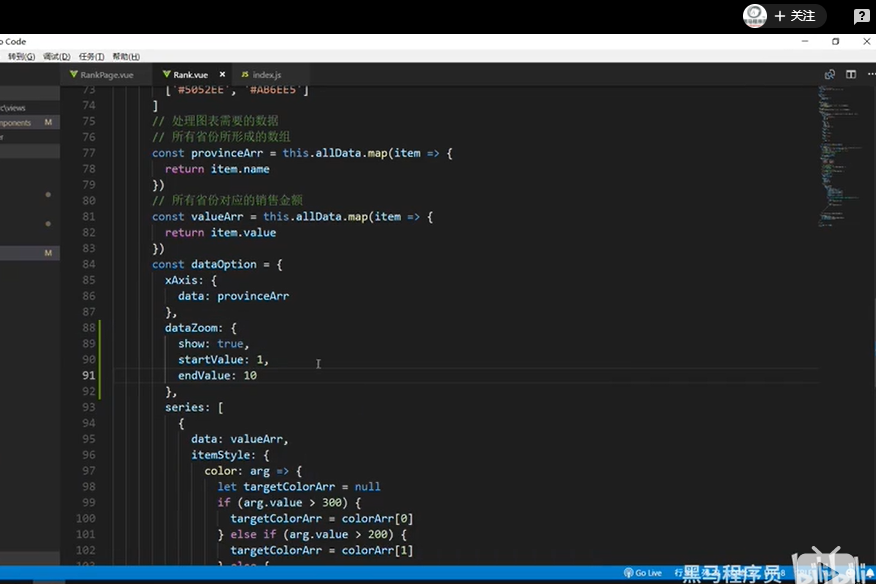 + 关注
?
Code
转到(G) 调试(D) 任务(T) 帮助(H)
RankPage.vue Rank.vue × index.js
73 ['#5052EE', '#AB6EE5']
74 ]
75 // 处理图表需要的数据
76 // 所有省份所形成的数组
77 const provinceArr = this.allData.map(item => {
78 return item.name
79 })
80 // 所有省份对应的销售金额
81 const valueArr = this.allData.map(item => {
82 return item.value
83 })
84 const dataOption = {
85 xAxis: {
86 data: provinceArr
87 },
88 dataZoom: {
89 show: true,
90 startValue: 1,
91 endValue: 10
92 },
93 series: [
94 {
95 data: valueArr,
96 itemStyle: {
97 color: arg => {
98 let targetColorArr = null
99 if (arg.value > 300) {
100 targetColorArr = colorArr[0]
101 } else if (arg.value > 200) {
102 targetColorArr = colorArr[1]
103 } else {
c\views
mponents M
M
Go Live
黑马程序员
bilibili